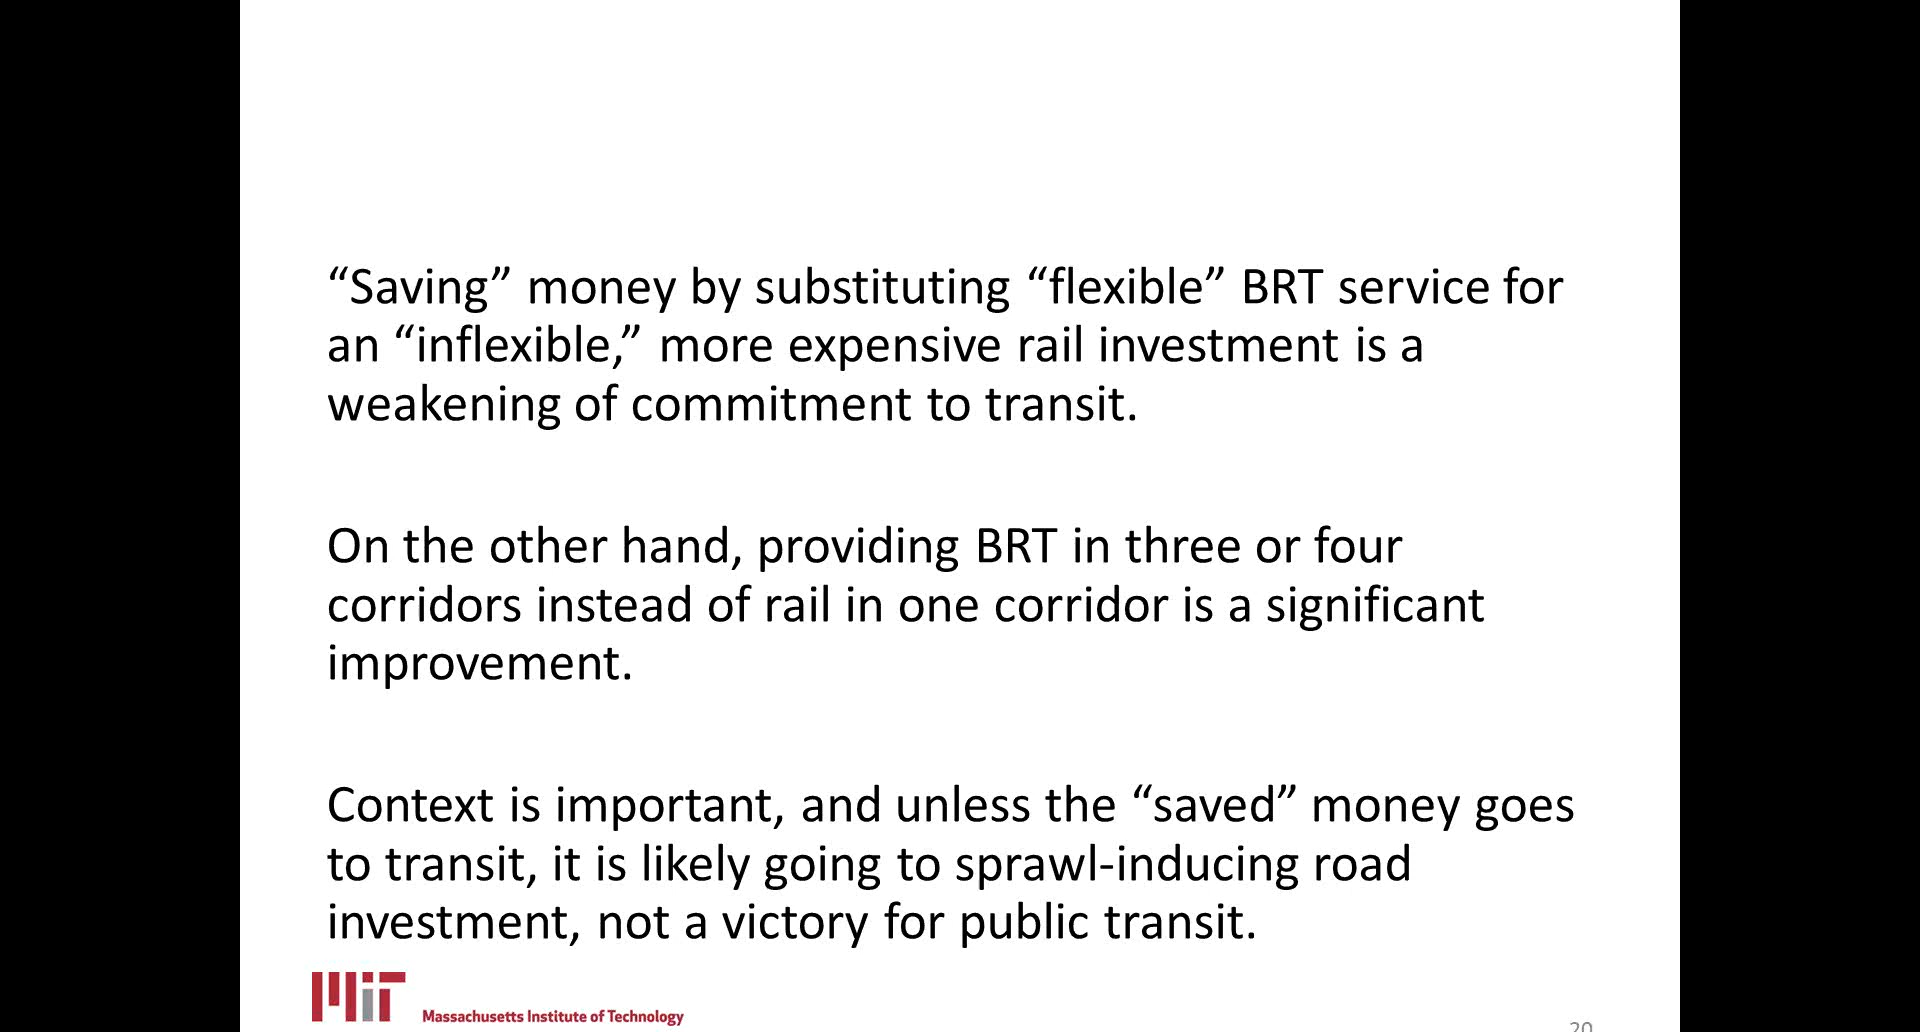 “Saving” money by substituting “flexible” BRT service for
an “inflexible,” more expensive rail investment is a
weakening of commitment to transit.
On the other hand, providing BRT in three or four
corridors instead of rail in one corridor is a significant
improvement.
Context is important, and unless the “saved” money goes
to transit, it is likely going to sprawl-inducing road
investment, not a victory for public transit.
MIT
Massachusetts Institute of Technology
20